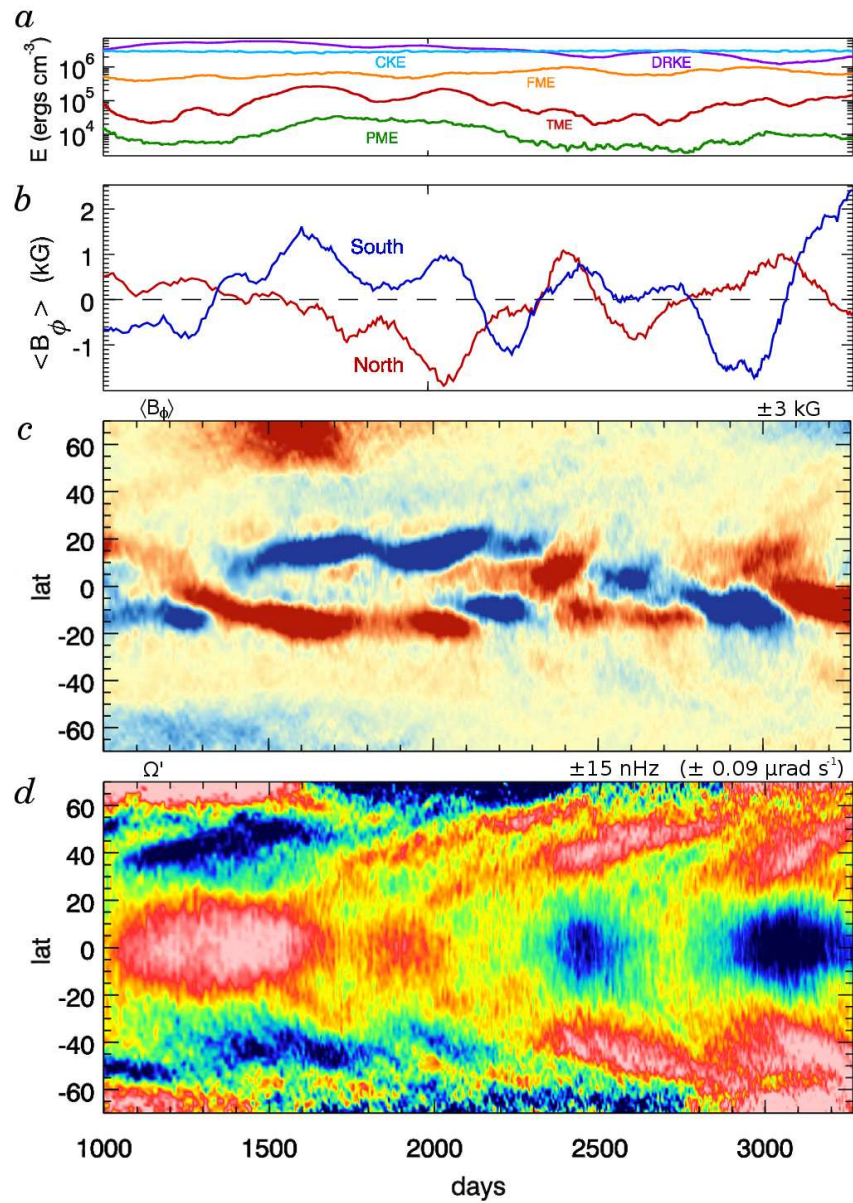 a
E (ergs cm⁻³)
10⁶
10⁵
10⁴
CKE
DRKE
FME
TME
PME
b
<B_ϕ> (kG)
2
1
0
-1
South
North
⟨B_ϕ⟩ ±3 kG
c
lat
60
40
20
0
-20
-40
-60
Ω' ±15 nHz (± 0.09 μrad s⁻¹)
d
lat
60
40
20
0
-20
-40
-60
1000 1500 2000 2500 3000
days